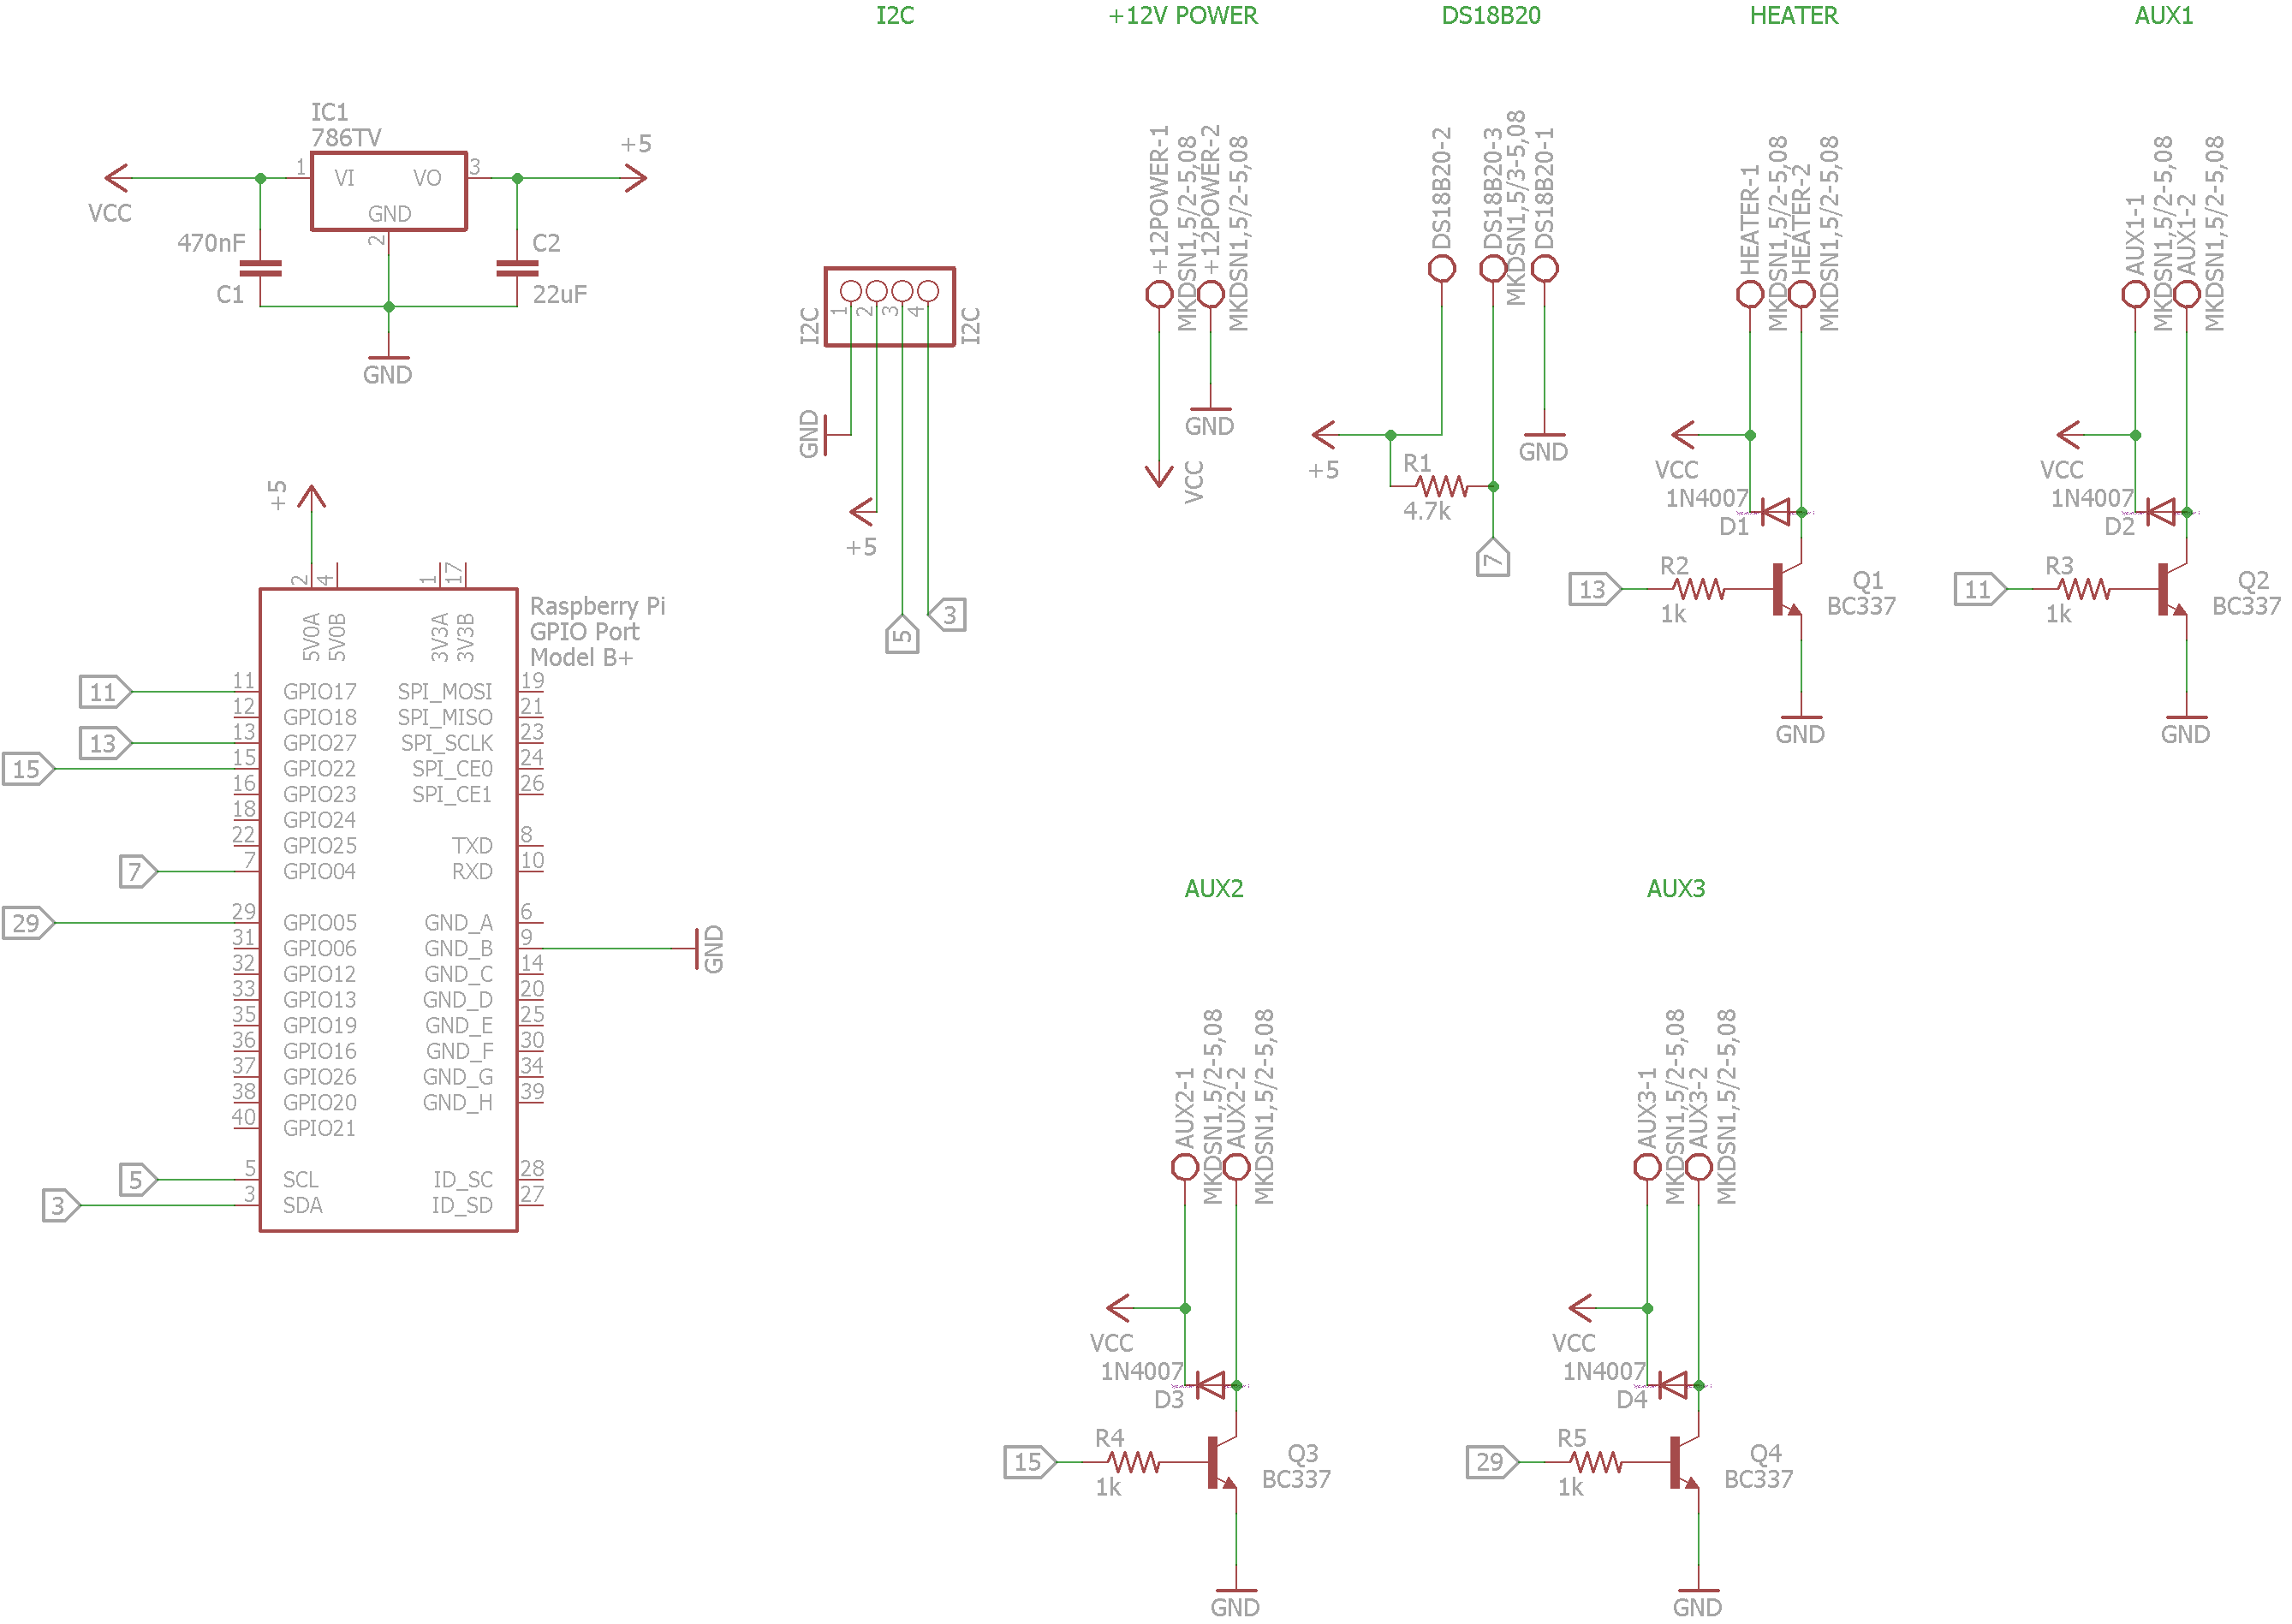 I2C
+12V POWER
DS18B20
HEATER
AUX1
IC1
786TV
1
VI
VO
3
GND
2
VCC
+5
470nF
C1
C2
22uF
GND
I2C
1
2
3
4
I2C
GND
+5
5
3
+12POWER-1
MKDSN1,5/2-5,08
+12POWER-2
MKDSN1,5/2-5,08
VCC
GND
DS18B20-2
DS18B20-3
MKDSN1,5/3-5,08
DS18B20-1
+5
R1
4.7k
GND
7
HEATER-1
MKDSN1,5/2-5,08
HEATER-2
MKDSN1,5/2-5,08
VCC
1N4007
D1
13
R2
1k
Q1
BC337
GND
AUX1-1
MKDSN1,5/2-5,08
AUX1-2
MKDSN1,5/2-5,08
VCC
1N4007
D2
11
R3
1k
Q2
BC337
GND
+5
2
4
1
17
5V0A
5V0B
3V3A
3V3B
Raspberry Pi
GPIO Port
Model B+
11 11 GPIO17 SPI_MOSI 19
12 GPIO18 SPI_MISO 21
13 13 GPIO27 SPI_SCLK 23
15 15 GPIO22 SPI_CE0 24
16 GPIO23 SPI_CE1 26
18 GPIO24
22 GPIO25 TXD 8
7 7 GPIO04 RXD 10
29 29 GPIO05 GND_A 6
31 GPIO06 GND_B 9 GND
32 GPIO12 GND_C 14
33 GPIO13 GND_D 20
35 GPIO19 GND_E 25
36 GPIO16 GND_F 30
37 GPIO26 GND_G 34
38 GPIO20 GND_H 39
40 GPIO21
5 5 SCL ID_SC 28
3 3 SDA ID_SD 27
AUX2
AUX3
AUX2-1
MKDSN1,5/2-5,08
AUX2-2
MKDSN1,5/2-5,08
VCC
1N4007
D3
15
R4
1k
Q3
BC337
GND
AUX3-1
MKDSN1,5/2-5,08
AUX3-2
MKDSN1,5/2-5,08
VCC
1N4007
D4
29
R5
1k
Q4
BC337
GND